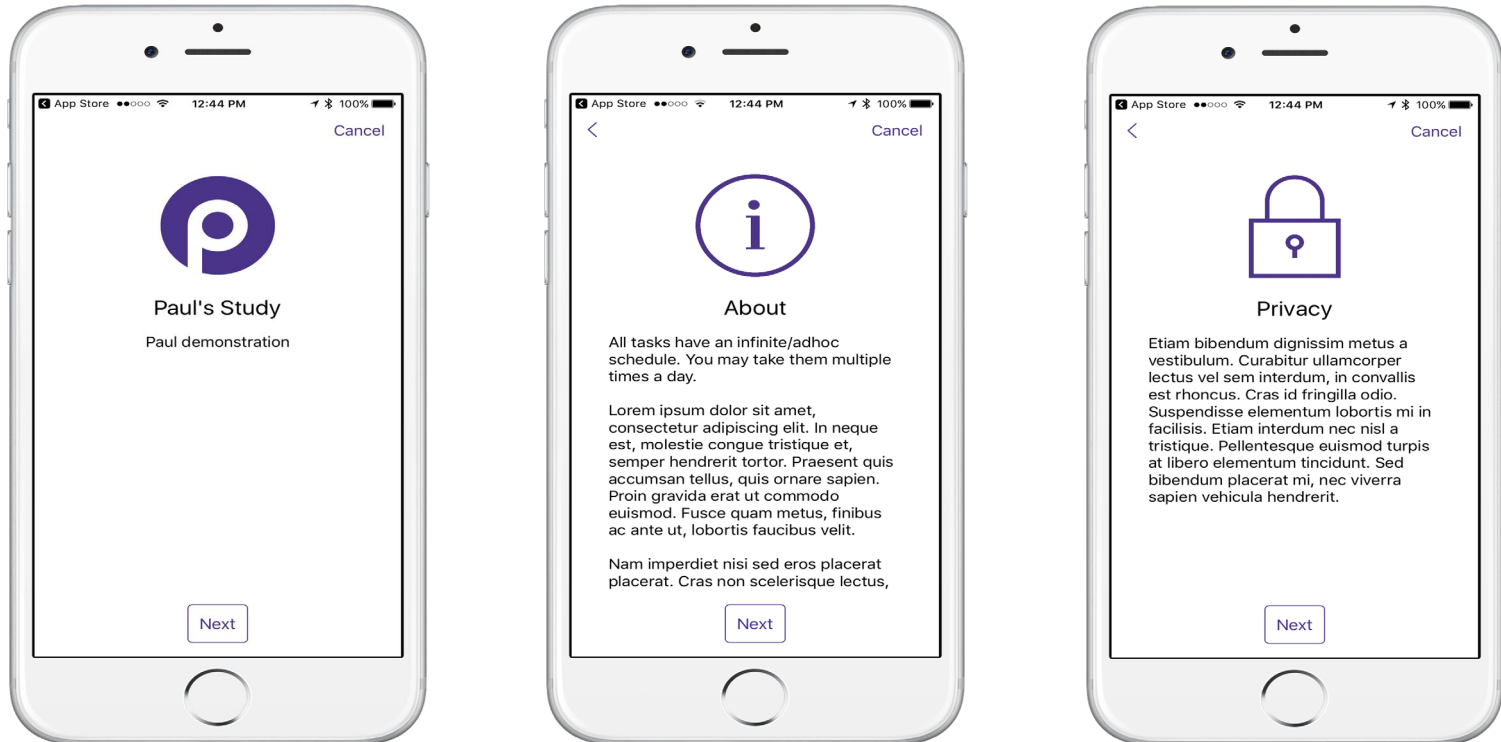 App Store 12:44 PM 100%
Cancel
P
Paul's Study
Paul demonstration
Next
App Store 12:44 PM 100%
Cancel
i
About
All tasks have an infinite/adhoc
schedule. You may take them multiple
times a day.
Lorem ipsum dolor sit amet,
consectetur adipiscing elit. In neque
est, molestie congue tristique et,
semper hendrerit tortor. Praesent quis
accumsan tellus, quis ornare sapien.
Proin gravida erat ut commodo
euismod. Fusce quam metus, finibus
ac ante ut, lobortis faucibus velit.
Nam imperdiet nisi sed eros placerat
placerat. Cras non scelerisque lectus,
Next
App Store 12:44 PM 100%
Cancel
Privacy
Etiam bibendum dignissim metus a
vestibulum. Curabitur ullamcorper
lectus vel sem interdum, in convallis
est rhoncus. Cras id fringilla odio.
Suspendisse elementum lobortis mi in
facilisis. Etiam interdum nec nisl a
tristique. Pellentesque euismod turpis
at libero elementum tincidunt. Sed
bibendum placerat mi, nec viverra
sapien vehicula hendrerit.
Next